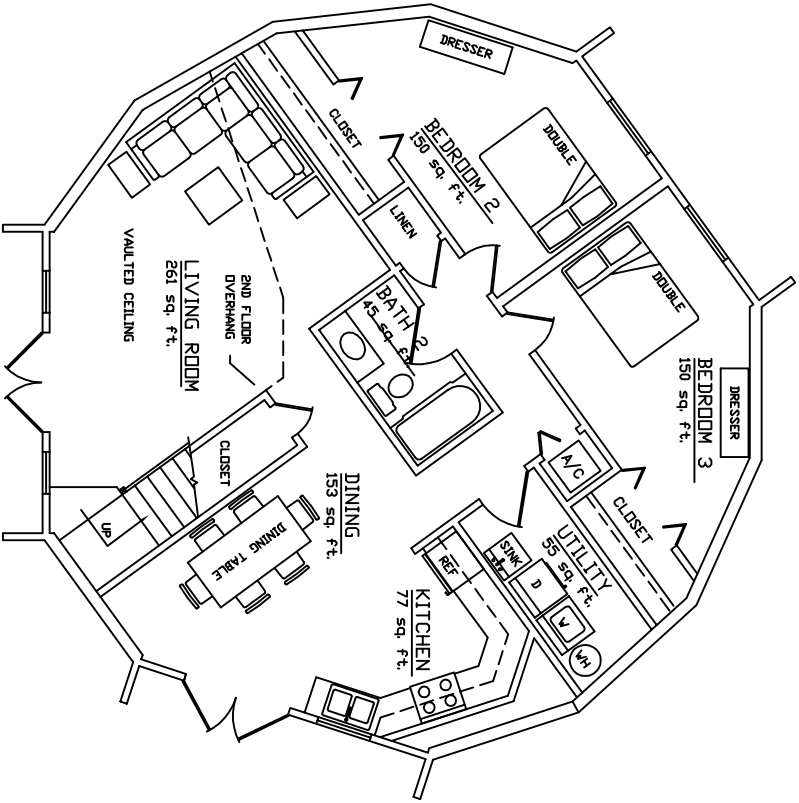 DRESSER
CLOSET
BEDROOM 2
150 sq. ft.
DOUBLE
LINEN
DOUBLE
VAULTED CEILING
LIVING ROOM
261 sq. ft.
2ND FLOOR
OVERHANG
BATH 2
45 sq. ft.
BEDROOM 3
150 sq. ft.
DRESSER
CLOSET
A/C
CLOSET
UP
DINING
153 sq. ft.
DINING TABLE
UTILITY
55 sq. ft.
SINK
D
W
WH
REF
KITCHEN
77 sq. ft.